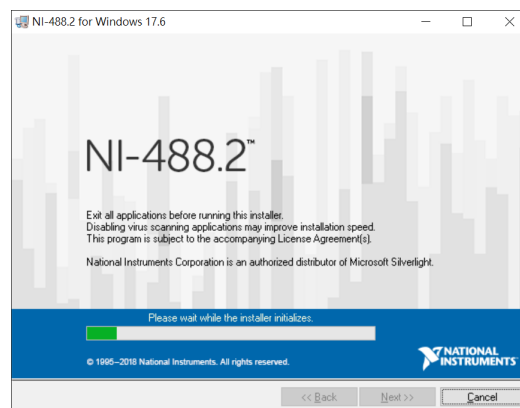 NI-488.2 for Windows 17.6
NI-488.2™
Exit all applications before running this installer.
Disabling virus scanning applications may improve installation speed.
This program is subject to the accompanying License Agreement(s).
National Instruments Corporation is an authorized distributor of Microsoft Silverlight.
Please wait while the installer initializes.
© 1995–2018 National Instruments. All rights reserved.
NATIONAL
INSTRUMENTS™
<< Back Next >> Cancel